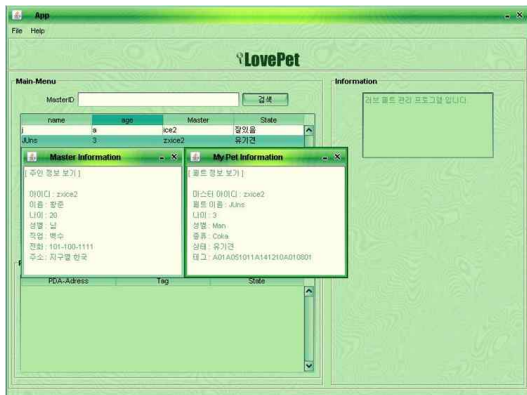 App
File Help
LovePet
Main-Menu
MasterID
검색
name age Master State
j a ice2 잘있음
JUns 3 zxice2 유기견
Master Information
[ 주인 정보 보기 ]
아이디 : zxice2
이름 : 향준
나이 : 20
성별 : 남
직업 : 백수
전화 : 101-100-1111
주소 : 지구별 한국
My Pet Information
[ 펫트 정보 보기 ]
마스터 아이디 : zxice2
펫트 이름 : JUns
나이 : 3
성별 : Man
종류 : Coka
상태 : 유기견
태그 : A01A051011A141210A010001
PDA-Adress Tag State
Information
러브 펫트 관리 프로그램 입니다